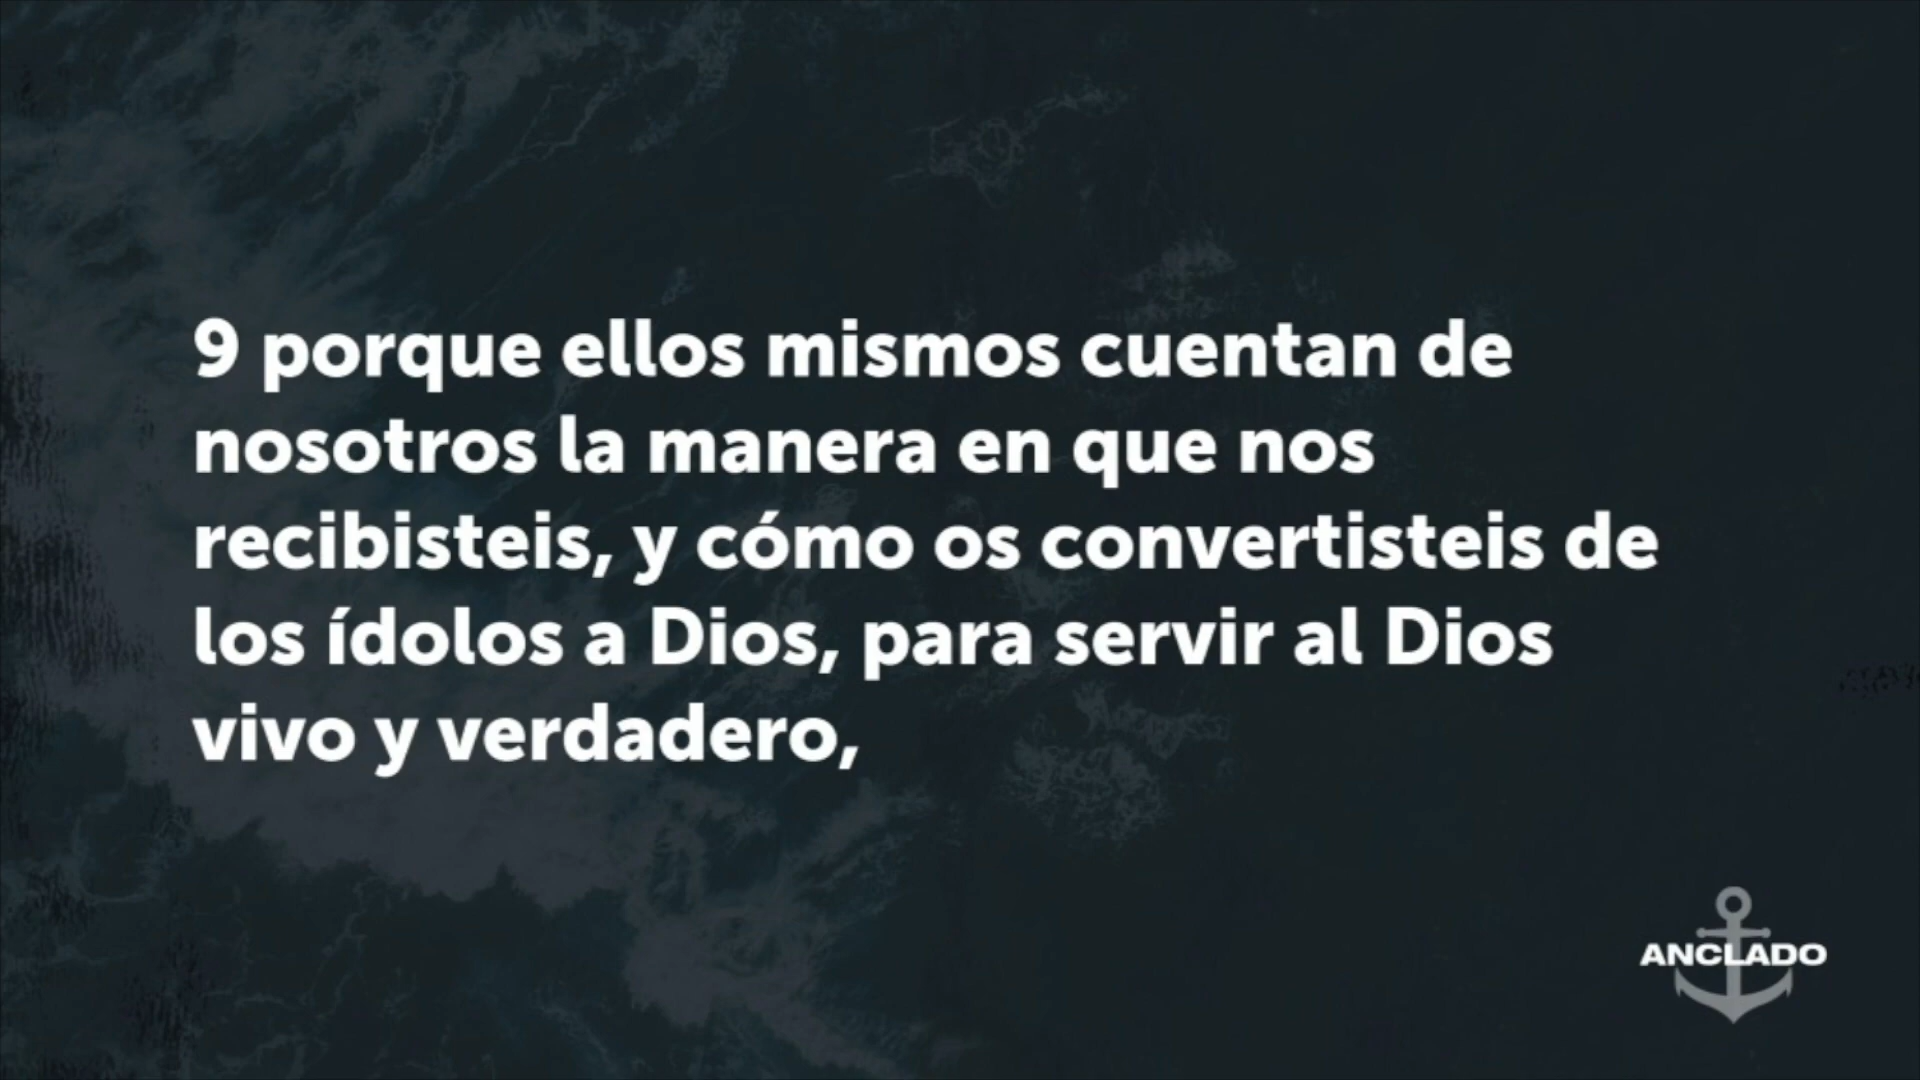 9 porque ellos mismos cuentan de
nosotros la manera en que nos
recibisteis, y cómo os convertisteis de
los ídolos a Dios, para servir al Dios
vivo y verdadero,
ANCLADO